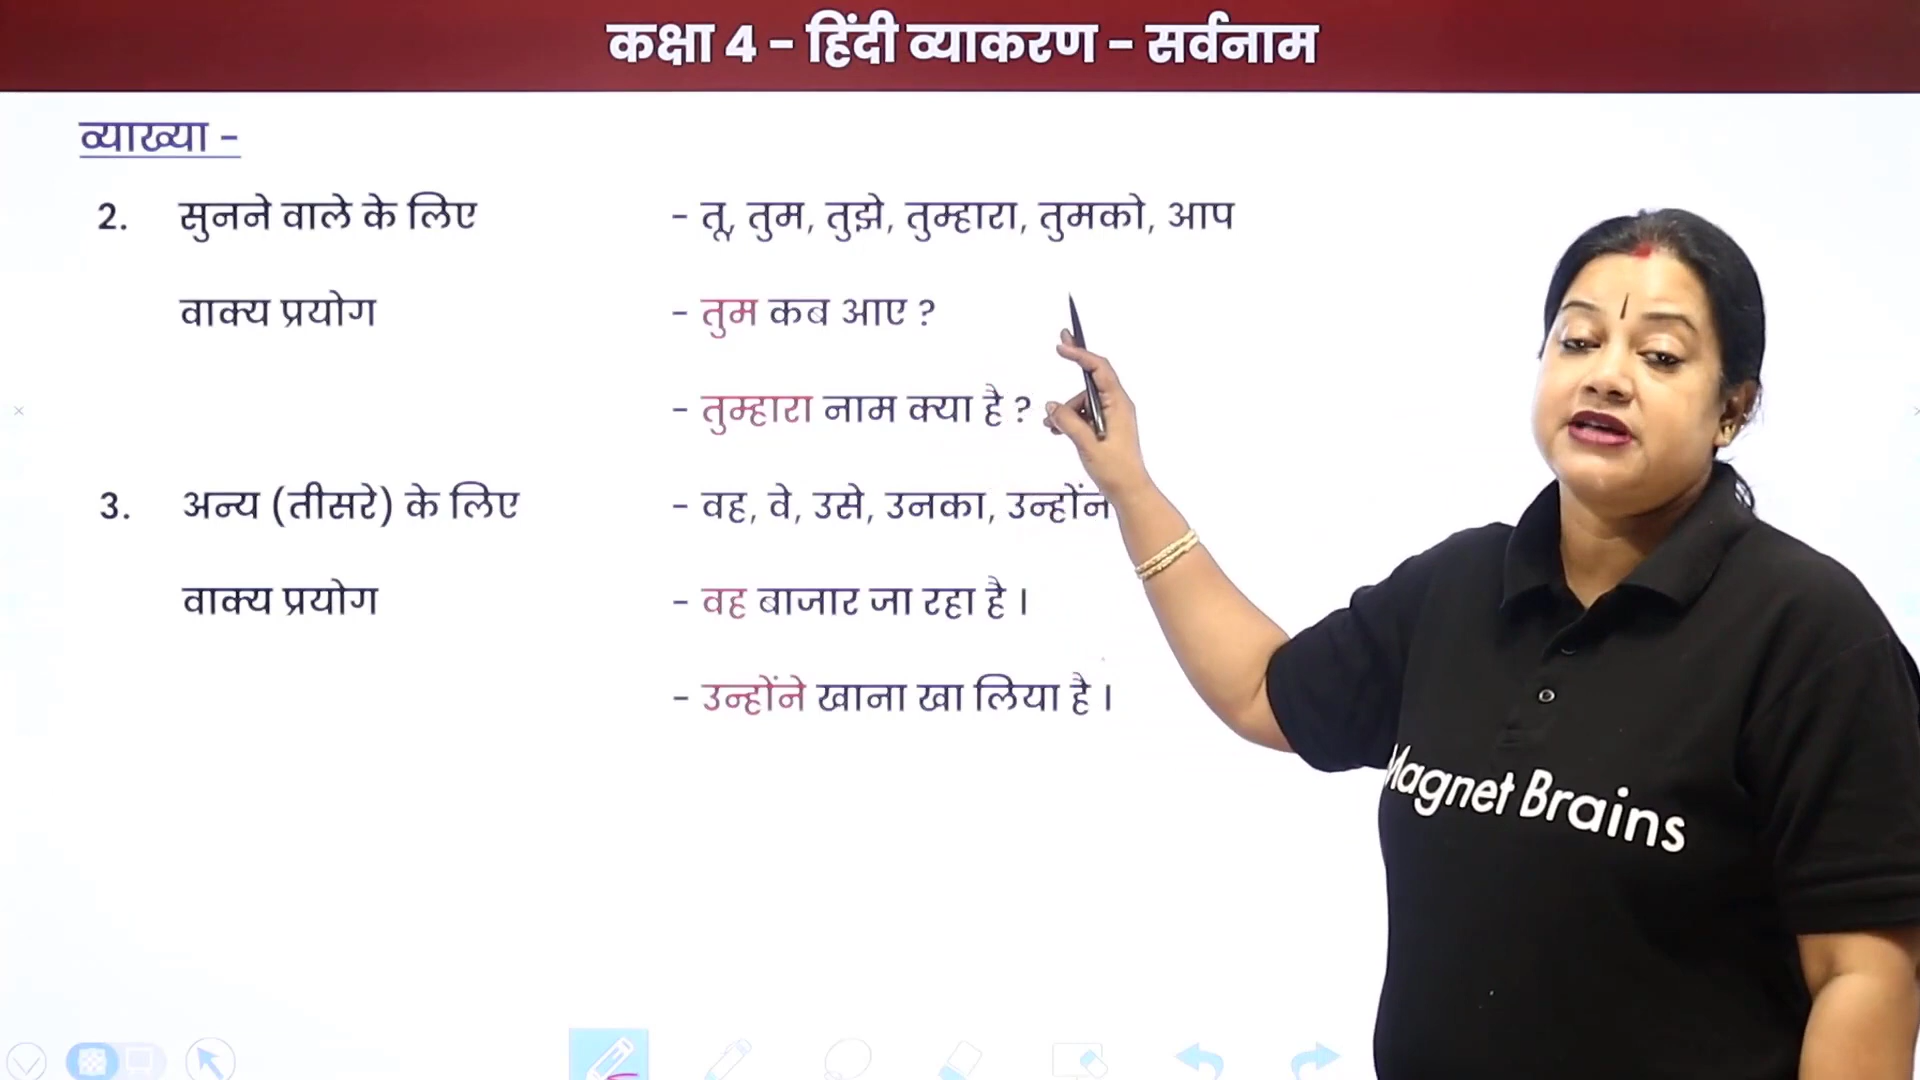 कक्षा 4 - हिंदी व्याकरण - सर्वनाम
व्याख्या -
2. सुनने वाले के लिए - तू, तुम, तुझे, तुम्हारा, तुमको, आप
वाक्य प्रयोग - तुम कब आए ?
- तुम्हारा नाम क्या है ?
3. अन्य (तीसरे) के लिए - वह, वे, उसे, उनका,
वाक्य प्रयोग - वह बाजार जा रहा है ।
- उन्होंने खाना खा लिया है ।
Magnet Brains